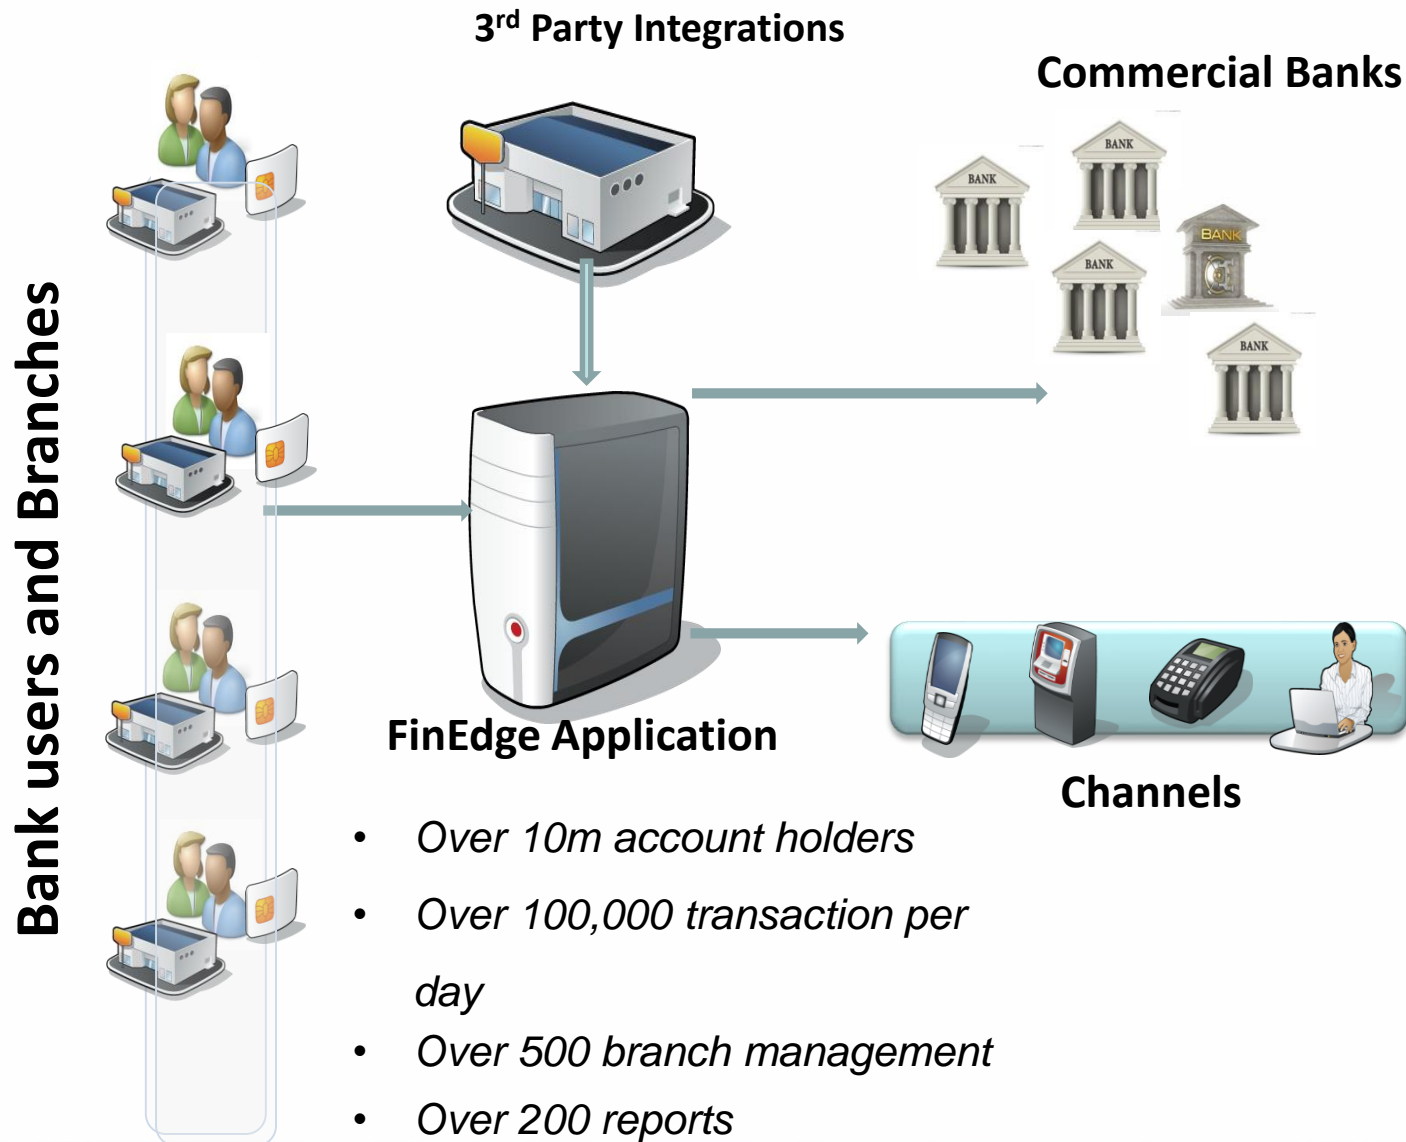 3rd Party Integrations
Commercial Banks
BANK
BANK
BANK
BANK
BANK
Bank users and Branches
FinEdge Application
Channels
• Over 10m account holders
• Over 100,000 transaction per
day
• Over 500 branch management
• Over 200 reports